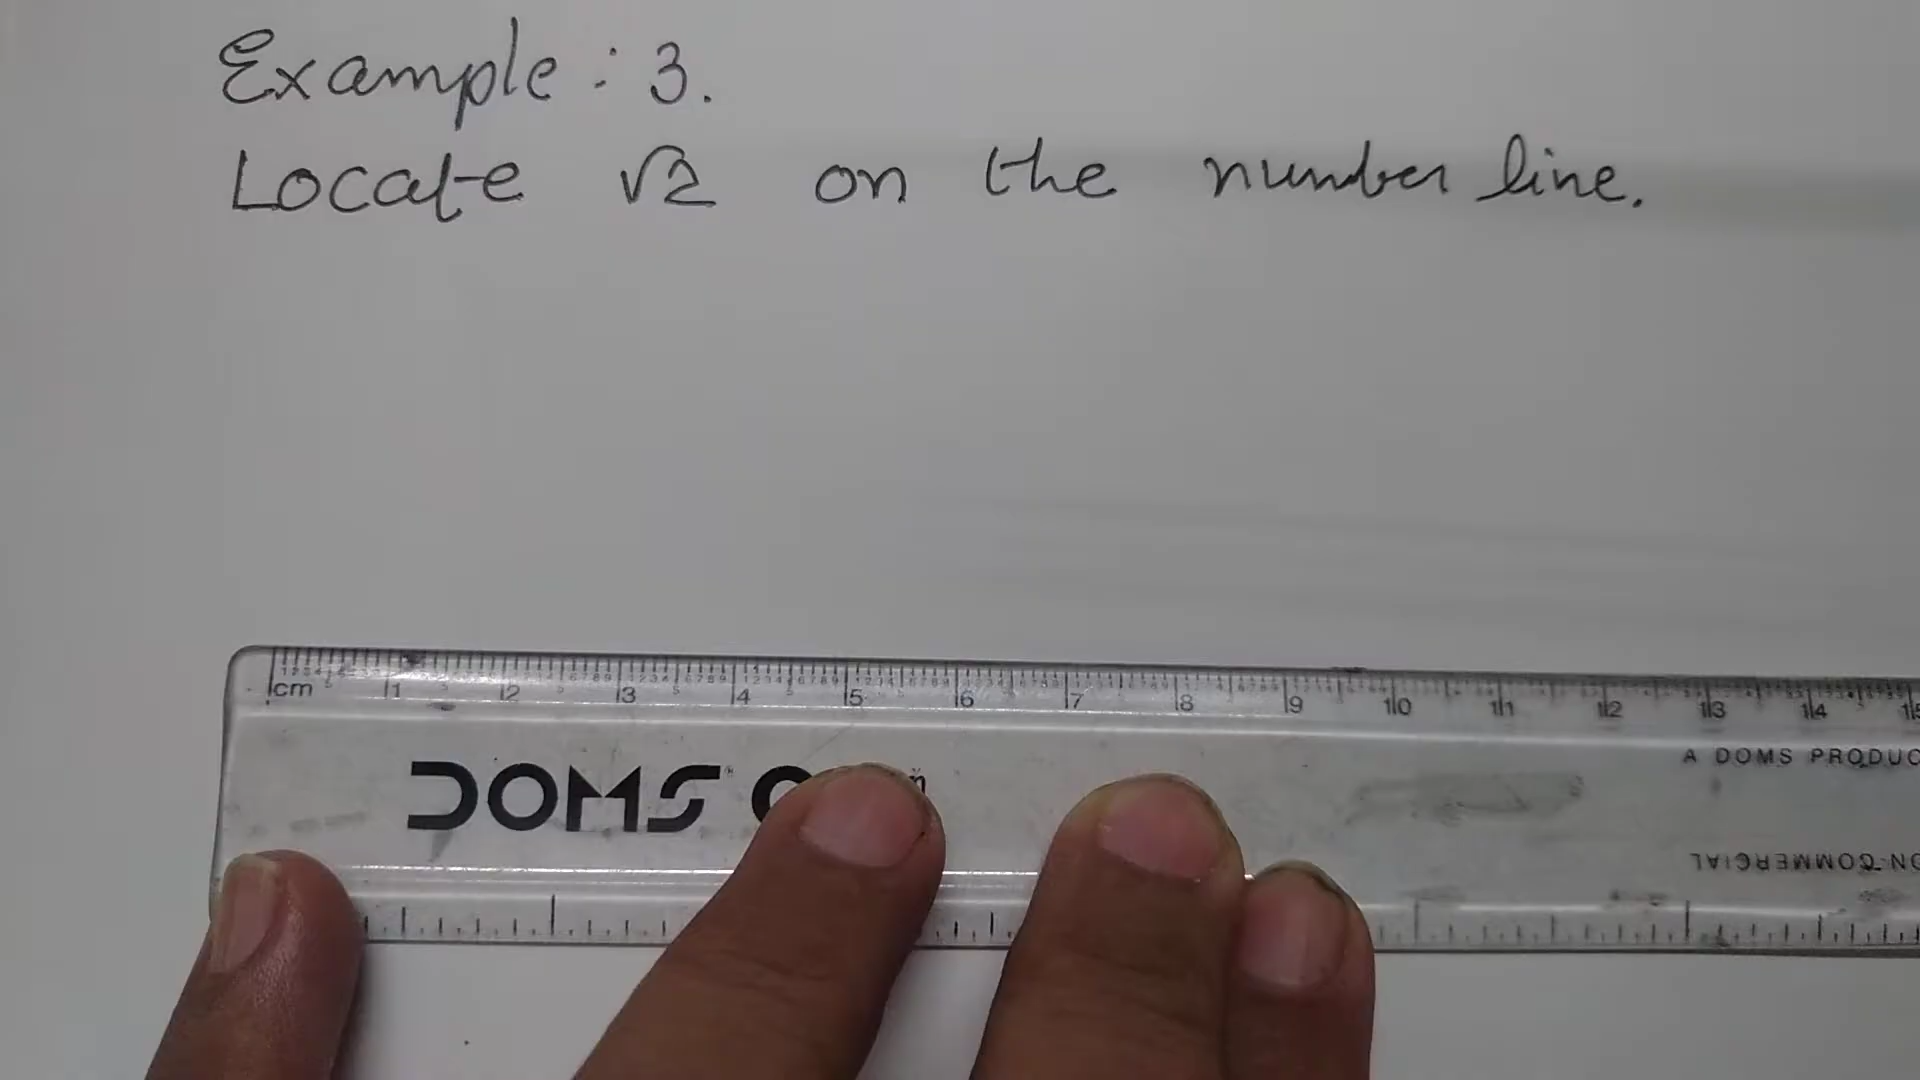 Example : 3.
Locate √2 on the number line.
cm 1 2 3 4 5 6 7 8 9 10 11 12 13 14
DOMS
A DOMS PRODUC